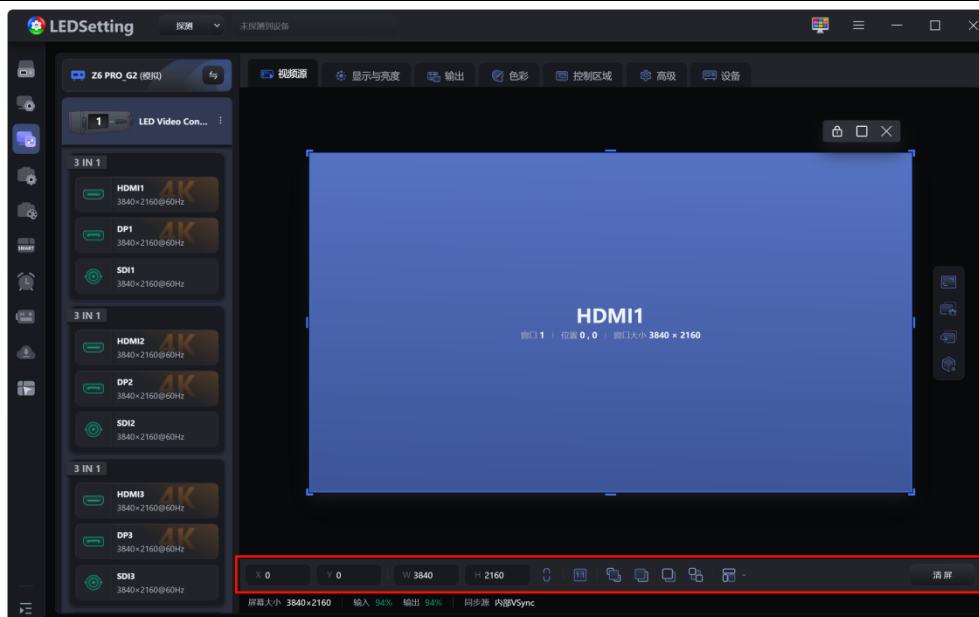 LEDSetting 探测 未探测到设备
Z6 PRO_G2 (模拟)
视频源 显示与亮度 输出 色彩 控制区域 高级 设备
1 LED Video Con...
3 IN 1
HDMI1 4K
3840×2160@60Hz
DP1 4K
3840×2160@60Hz
SDI1
3840×2160@60Hz
3 IN 1
HDMI2 4K
3840×2160@60Hz
DP2 4K
3840×2160@60Hz
SDI2
3840×2160@60Hz
3 IN 1
HDMI3 4K
3840×2160@60Hz
DP3 4K
3840×2160@60Hz
SDI3
3840×2160@60Hz
SMART
HDMI1
窗口 1 | 位置 0 , 0 | 窗口大小 3840 × 2160
X 0 Y 0 W 3840 H 2160 1:1 清屏
屏幕大小 3840×2160 输入 94% 输出 94% 同步源 内部VSync